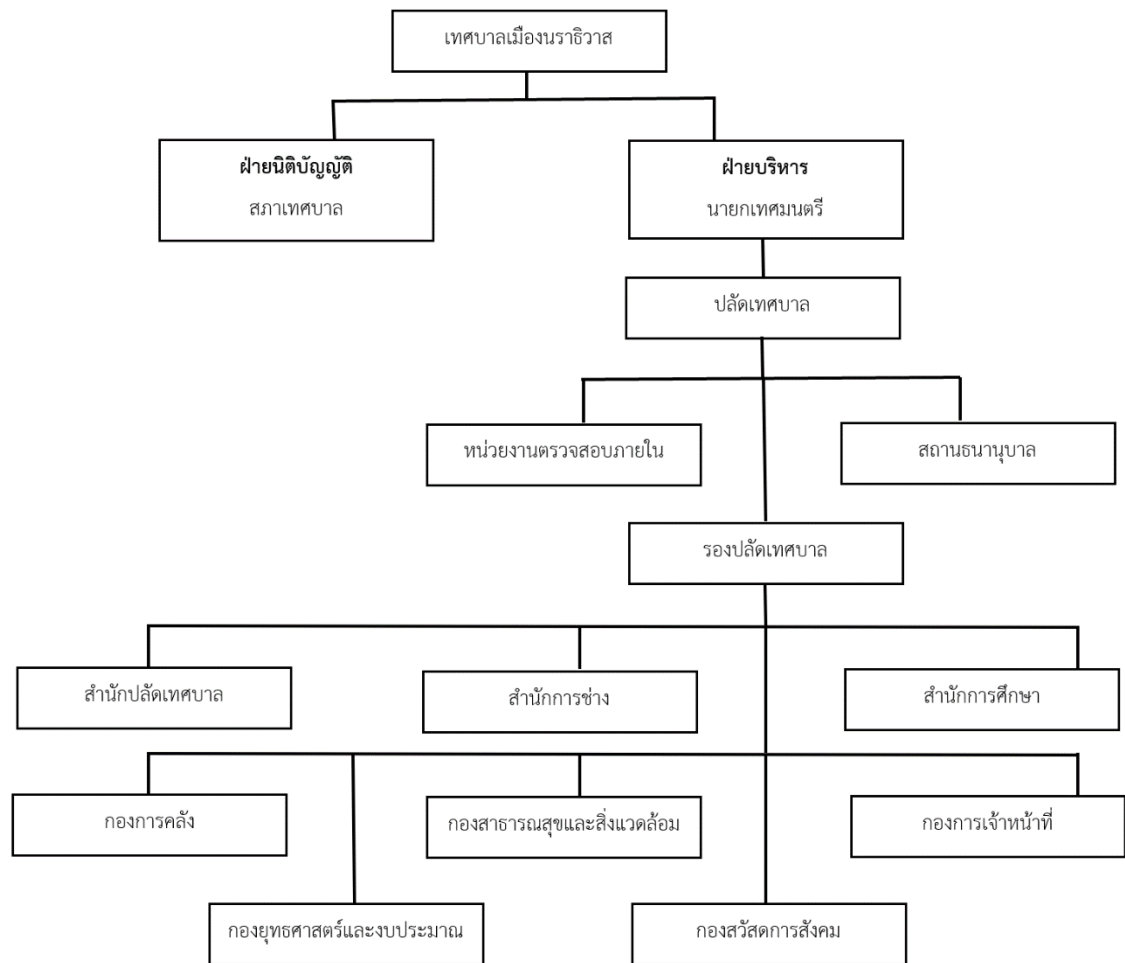 เทศบาลเมืองนราธิวาส
ฝ่ายนิติบัญญัติ
สภาเทศบาล
ฝ่ายบริหาร
นายกเทศมนตรี
ปลัดเทศบาล
หน่วยงานตรวจสอบภายใน
สถานธนานุบาล
รองปลัดเทศบาล
สำนักปลัดเทศบาล
สำนักการช่าง
สำนักการศึกษา
กองการคลัง
กองสาธารณสุขและสิ่งแวดล้อม
กองการเจ้าหน้าที่
กองยุทธศาสตร์และงบประมาณ
กองสวัสดการสังคม